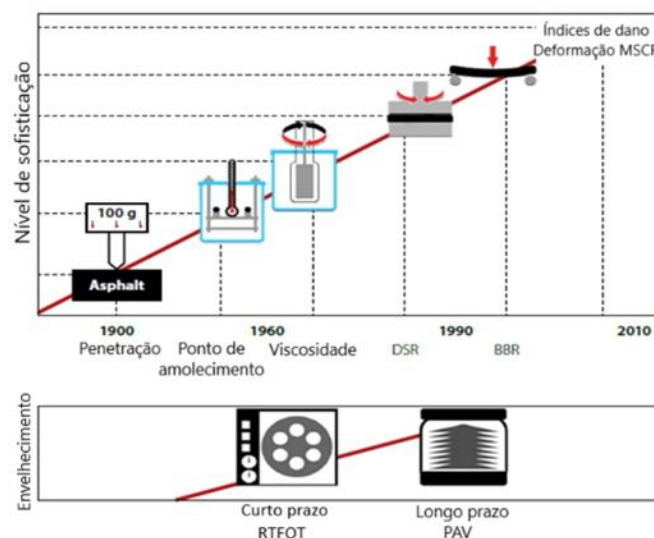 Índices de dano
Deformação MSCR
Nível de sofisticação
100 g
Asphalt
1900 1960 1990 2010
Penetração Ponto de amolecimento Viscosidade DSR BBR
Envelhecimento
Curto prazo Longo prazo
RTFOT PAV